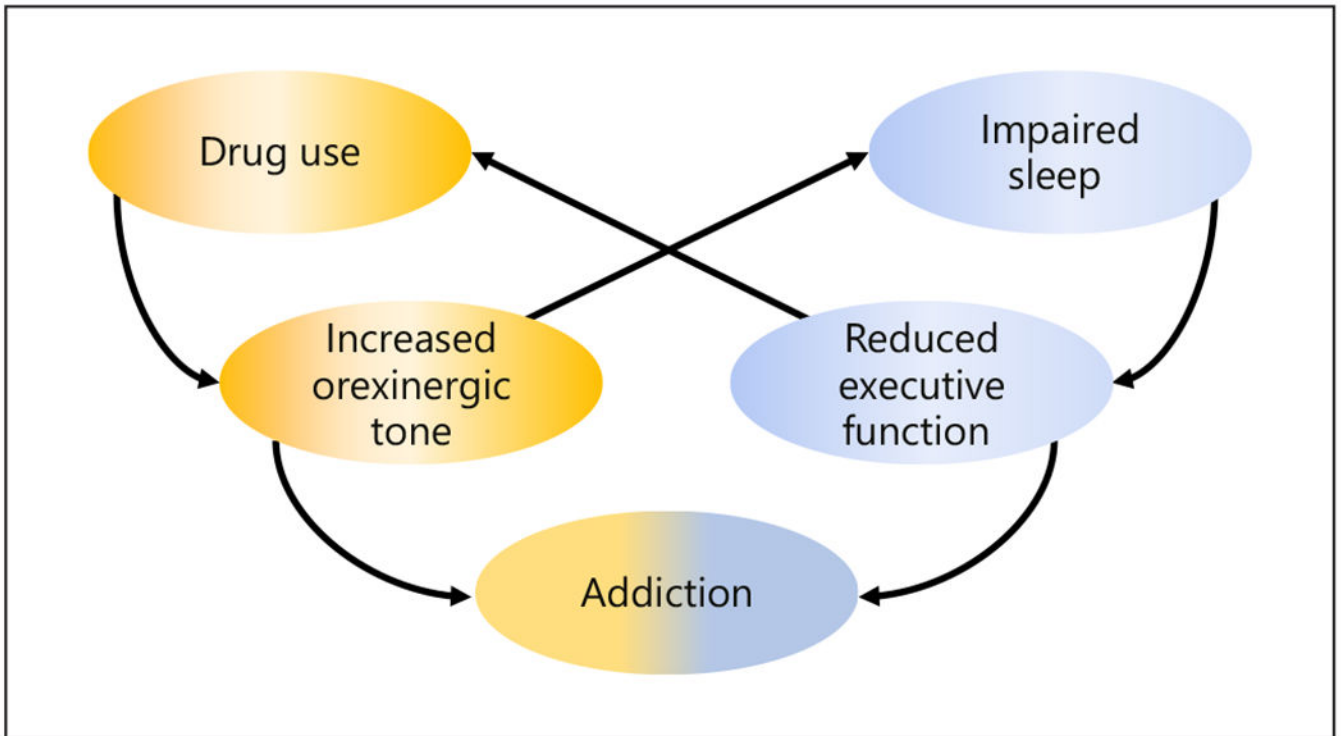 Drug use
Impaired
sleep
Increased
orexinergic
tone
Reduced
executive
function
Addiction